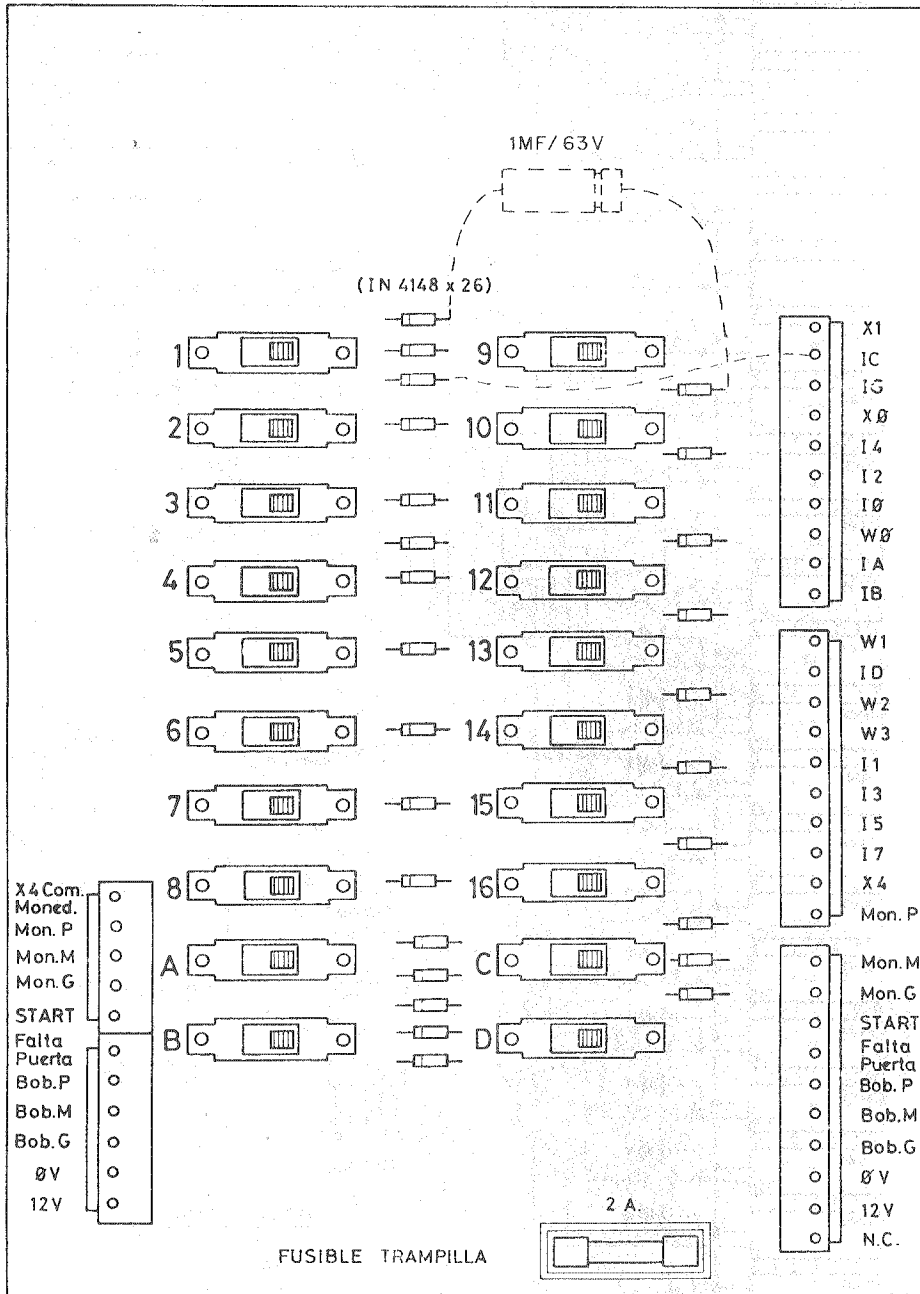 1MF/63V
(IN 4148 x 26)
1
2
3
4
5
6
7
8
A
B
9
10
11
12
13
14
15
16
C
D
X1
IC
IG
XØ
I4
I2
IØ
WØ
IA
IB
W1
ID
W2
W3
I1
I3
I5
I7
X4
Mon. P
Mon.M
Mon.G
START
Falta
Puerta
Bob.P
Bob.M
Bob.G
ØV
12V
N.C.
X4 Com.
Moned.
Mon. P
Mon.M
Mon.G
START
Falta
Puerta
Bob.P
Bob.M
Bob.G
ØV
12V
2 A.
FUSIBLE TRAMPILLA